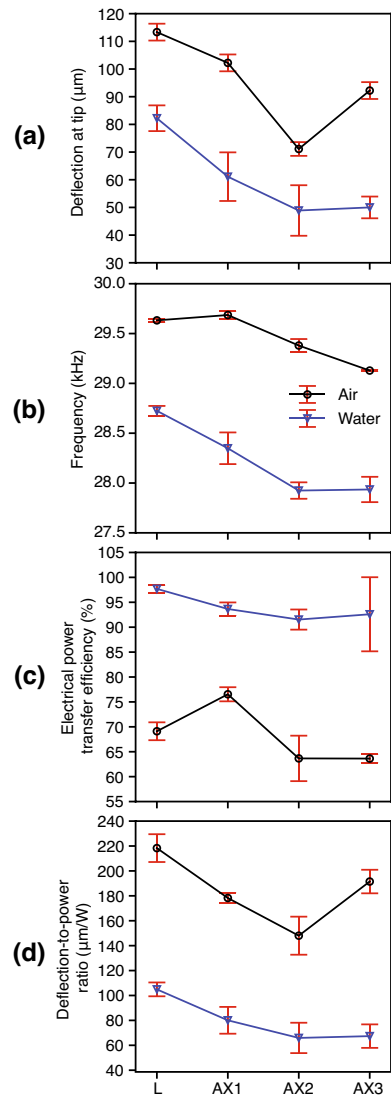 (a)
Deflection at tip (μm)
120
110
100
90
80
70
60
50
40
30
(b)
Frequency (kHz)
30.0
29.5
29.0
28.5
28.0
27.5
Air
Water
(c)
Electrical power
transfer efficiency (%)
105
100
95
90
85
80
75
70
65
60
55
(d)
Deflection-to-power
ratio (μm/W)
240
220
200
180
160
140
120
100
80
60
40
L AX1 AX2 AX3